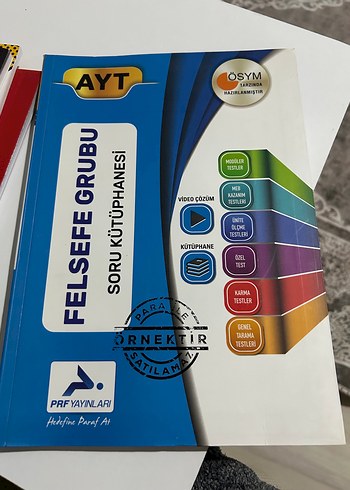 AYT
ÖSYM
TARZINDA
HAZIRLANMIŞTIR
FELSEFE GRUBU
SORU KÜTÜPHANESİ
VİDEO ÇÖZÜM
KÜTÜPHANE
MODÜLER
TESTLER
MEB
KAZANIM
TESTLERİ
ÜNİTE
ÖLÇME
TESTLERİ
ÖZEL
TEST
KARMA
TESTLER
GENEL
TARAMA
TESTLERİ
PARA İLE
ÖRNEKTİR
SATILAMAZ
PRF YAYINLARI
Hedefine Paraf At